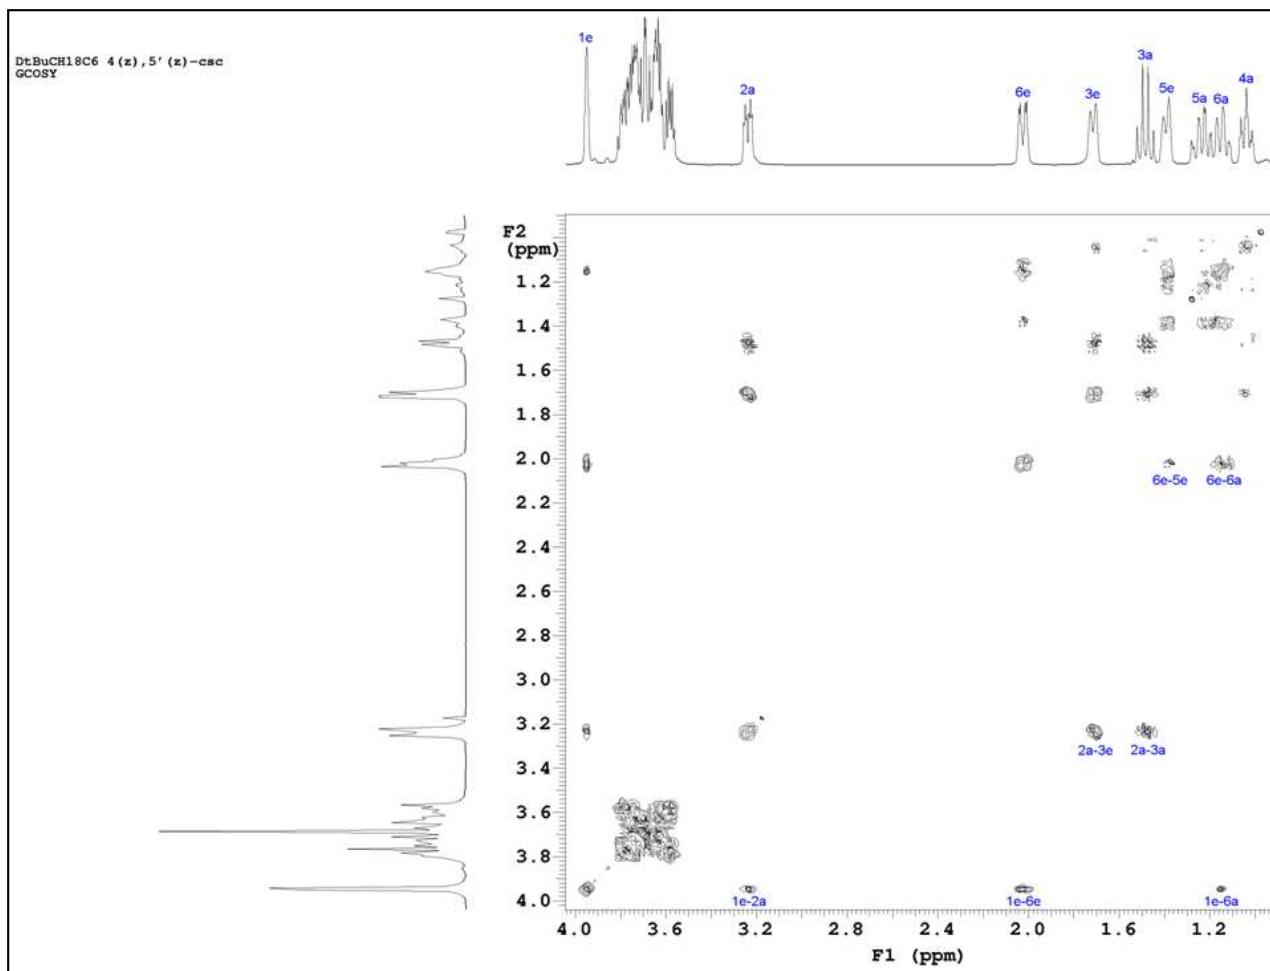 DtBuCH18C6 4(z),5'(z)-csc
GCOSY
1e
2a
6e
3e
3a
5e
5a
6a
4a
F2
(ppm)
1.2
1.4
1.6
1.8
2.0
6e-5e
6e-6a
2.2
2.4
2.6
2.8
3.0
3.2
2a-3e
2a-3a
3.4
3.6
3.8
4.0
1e-2a
1e-6e
1e-6a
4.0
3.6
3.2
2.8
2.4
2.0
1.6
1.2
F1 (ppm)